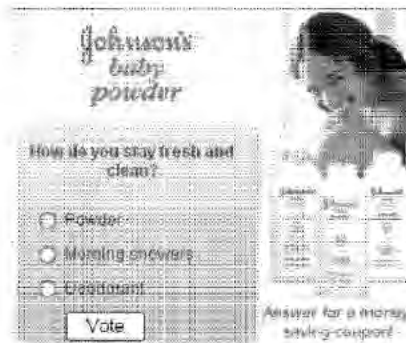 Johnson's
baby
powder
How do you stay fresh and
clean?
Powder
Morning showers
Deodorant
Vote
Answer for a money
saving coupon!